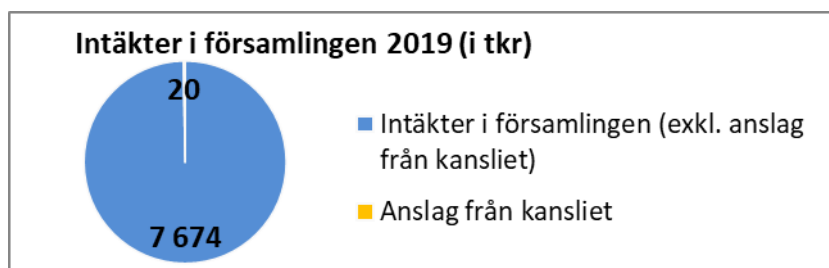 Intäkter i församlingen 2019 (i tkr)
20
7 674
Intäkter i församlingen (exkl. anslag
från kansliet)
Anslag från kansliet